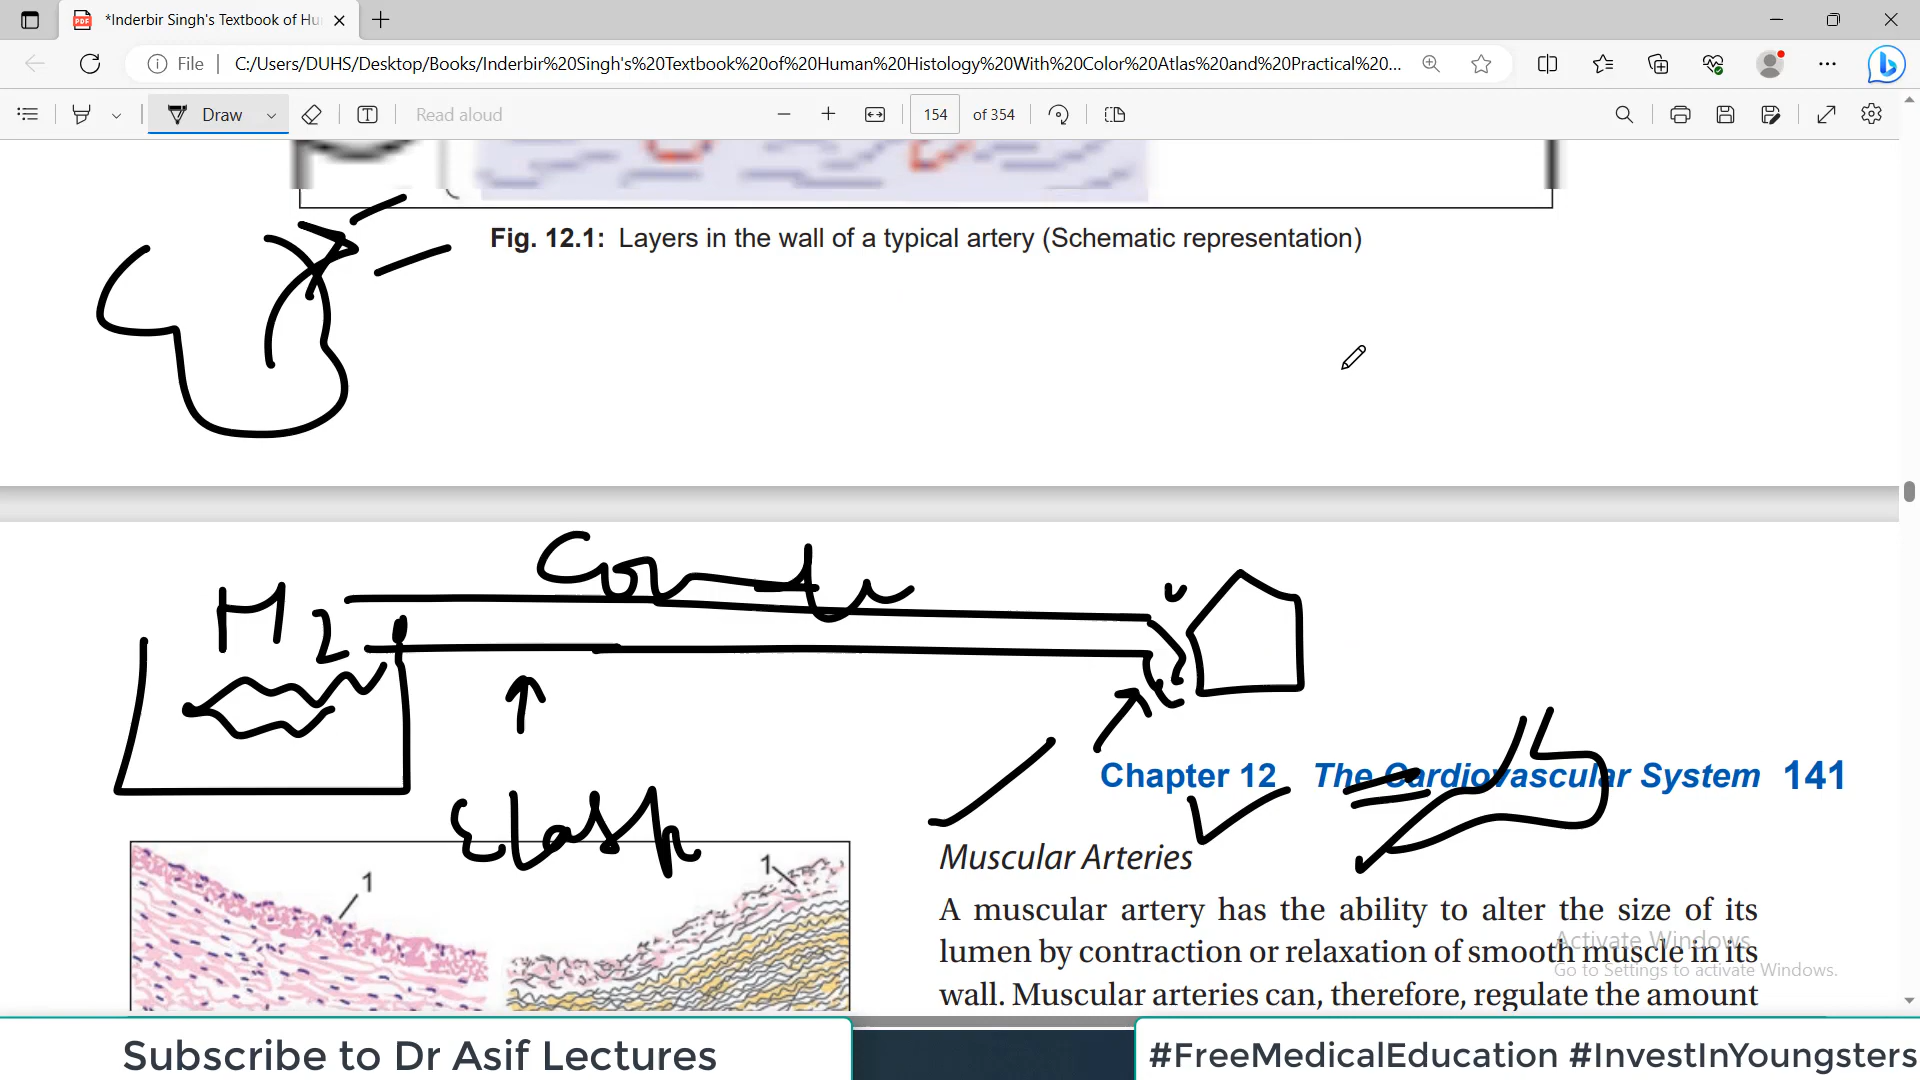 *Inderbir Singh's Textbook of Hu
File
C:/Users/DUHS/Desktop/Books/Inderbir%20Singh's%20Textbook%20of%20Human%20Histology%20With%20Color%20Atlas%20and%20Practical%20...
Draw
Read aloud
154 of 354
Fig. 12.1: Layers in the wall of a typical artery (Schematic representation)
Chapter 12 The Cardiovascular System 141
Muscular Arteries
A muscular artery has the ability to alter the size of its
lumen by contraction or relaxation of smooth muscle in its
wall. Muscular arteries can, therefore, regulate the amount
1
1
Activate Windows
Go to Settings to activate Windows.
Subscribe to Dr Asif Lectures
#FreeMedicalEducation #InvestInYoungsters